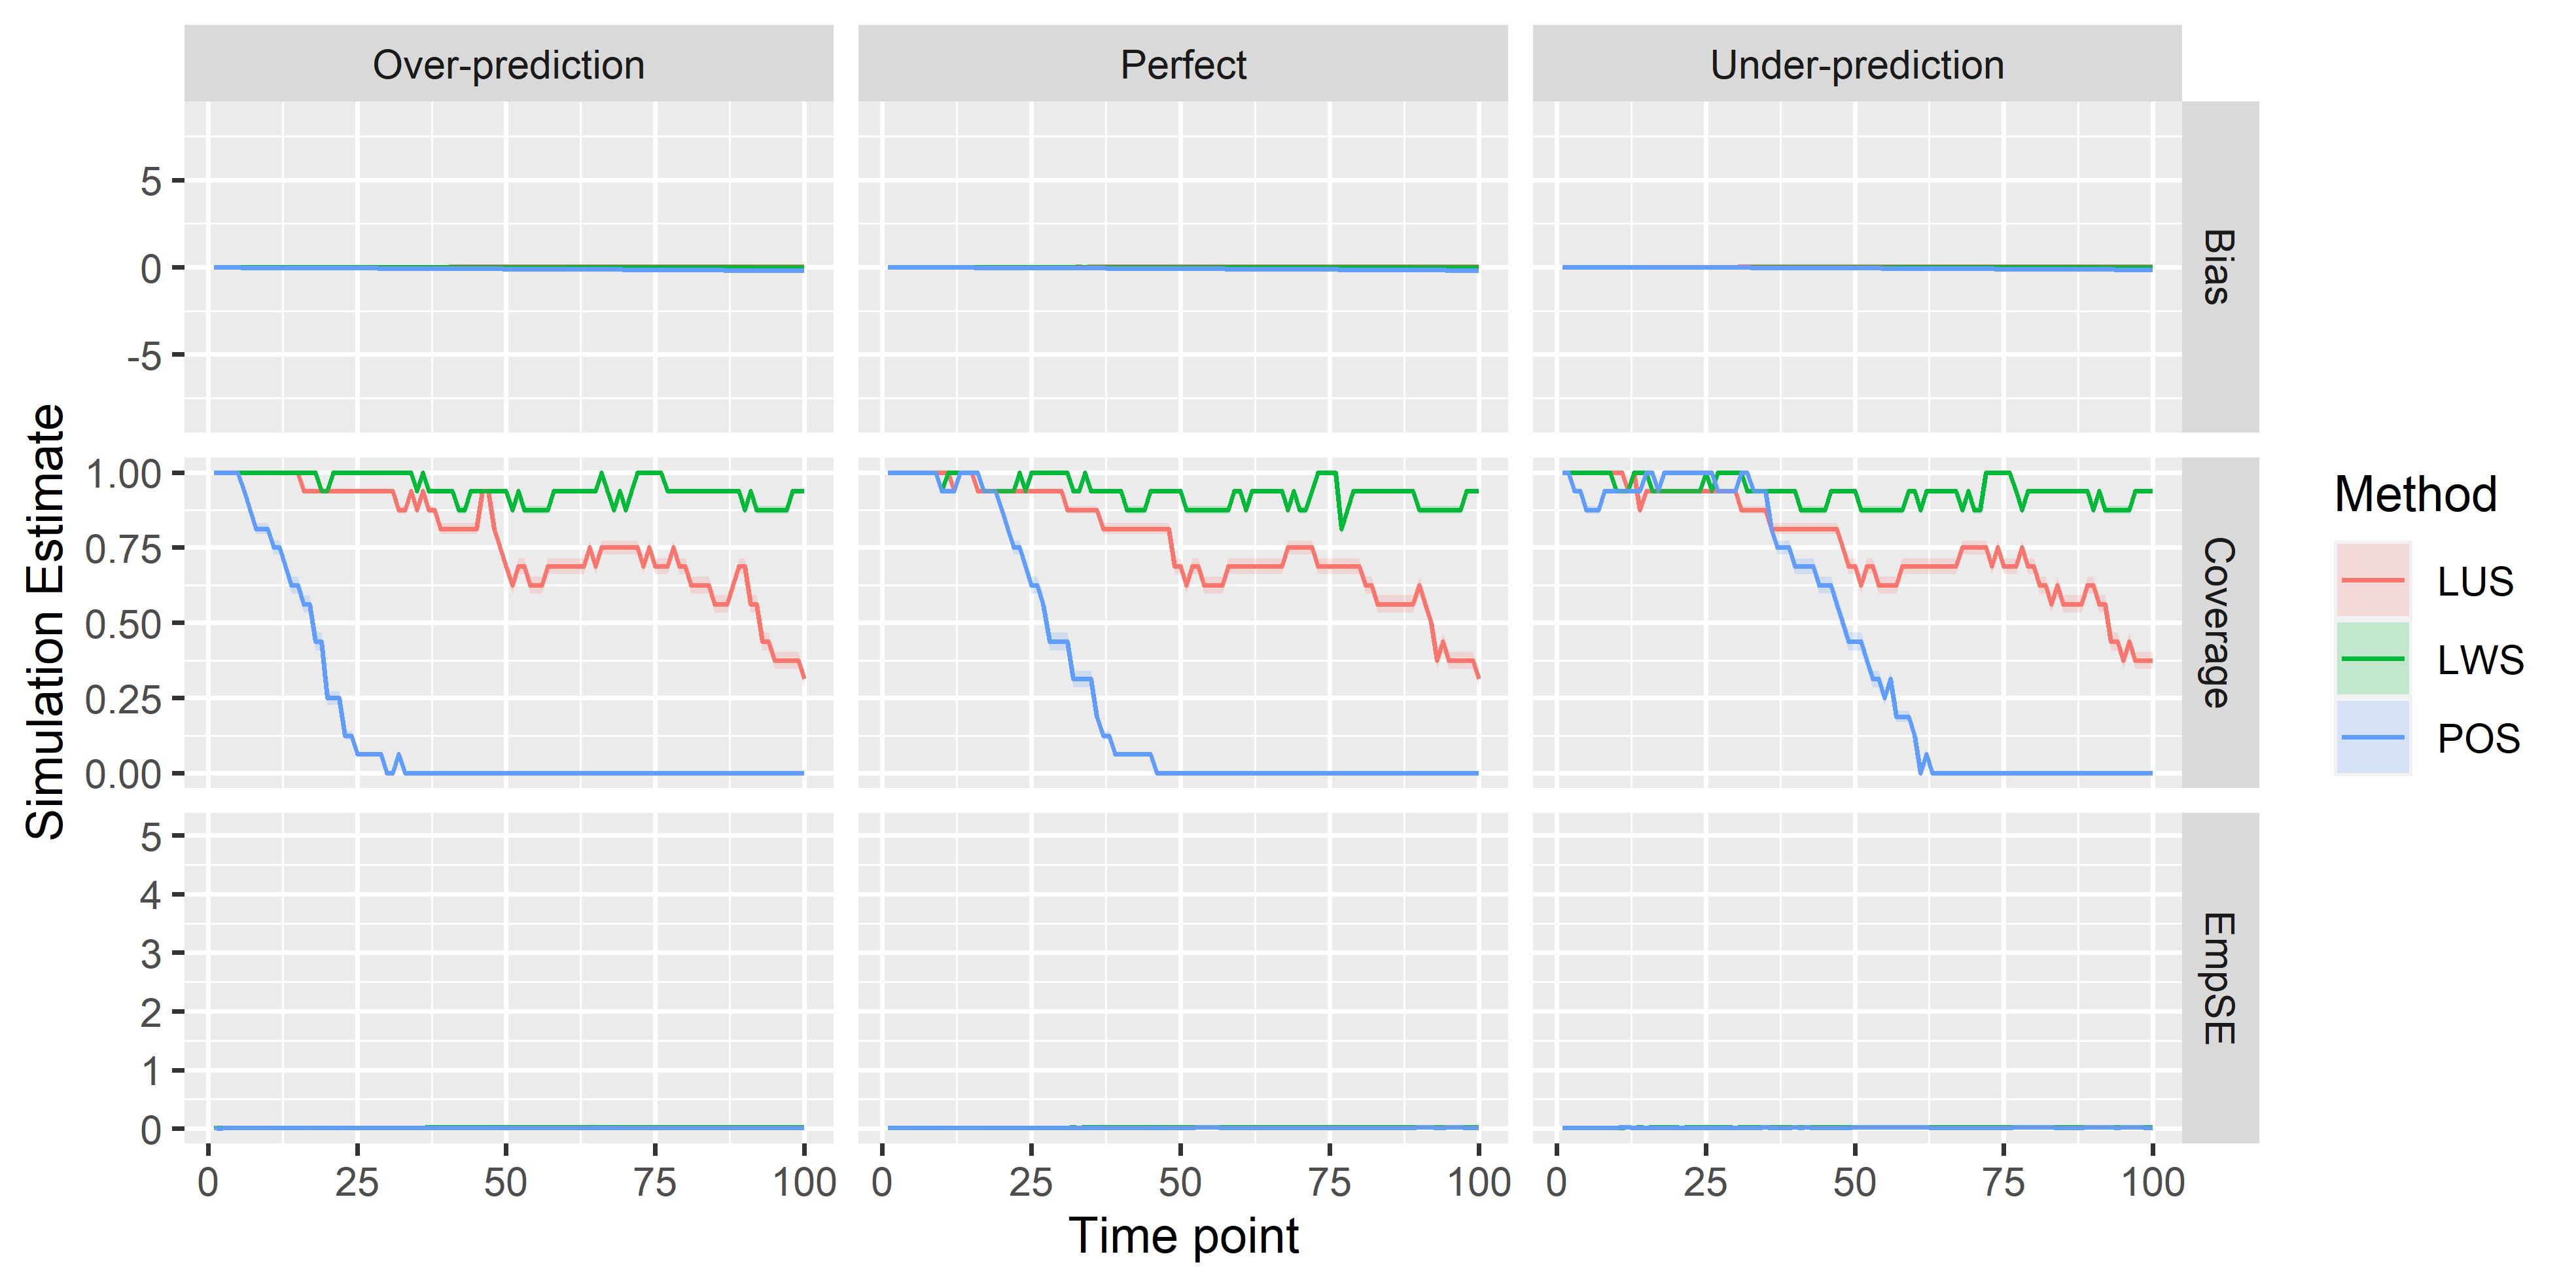 Over-prediction Perfect Under-prediction
5
0
-5
Bias
1.00
0.75
0.50
0.25
0.00
Coverage
5
4
3
2
1
0
EmpSE
0 25 50 75 100 0 25 50 75 100 0 25 50 75 100
Time point
Simulation Estimate
Method
LUS
LWS
POS